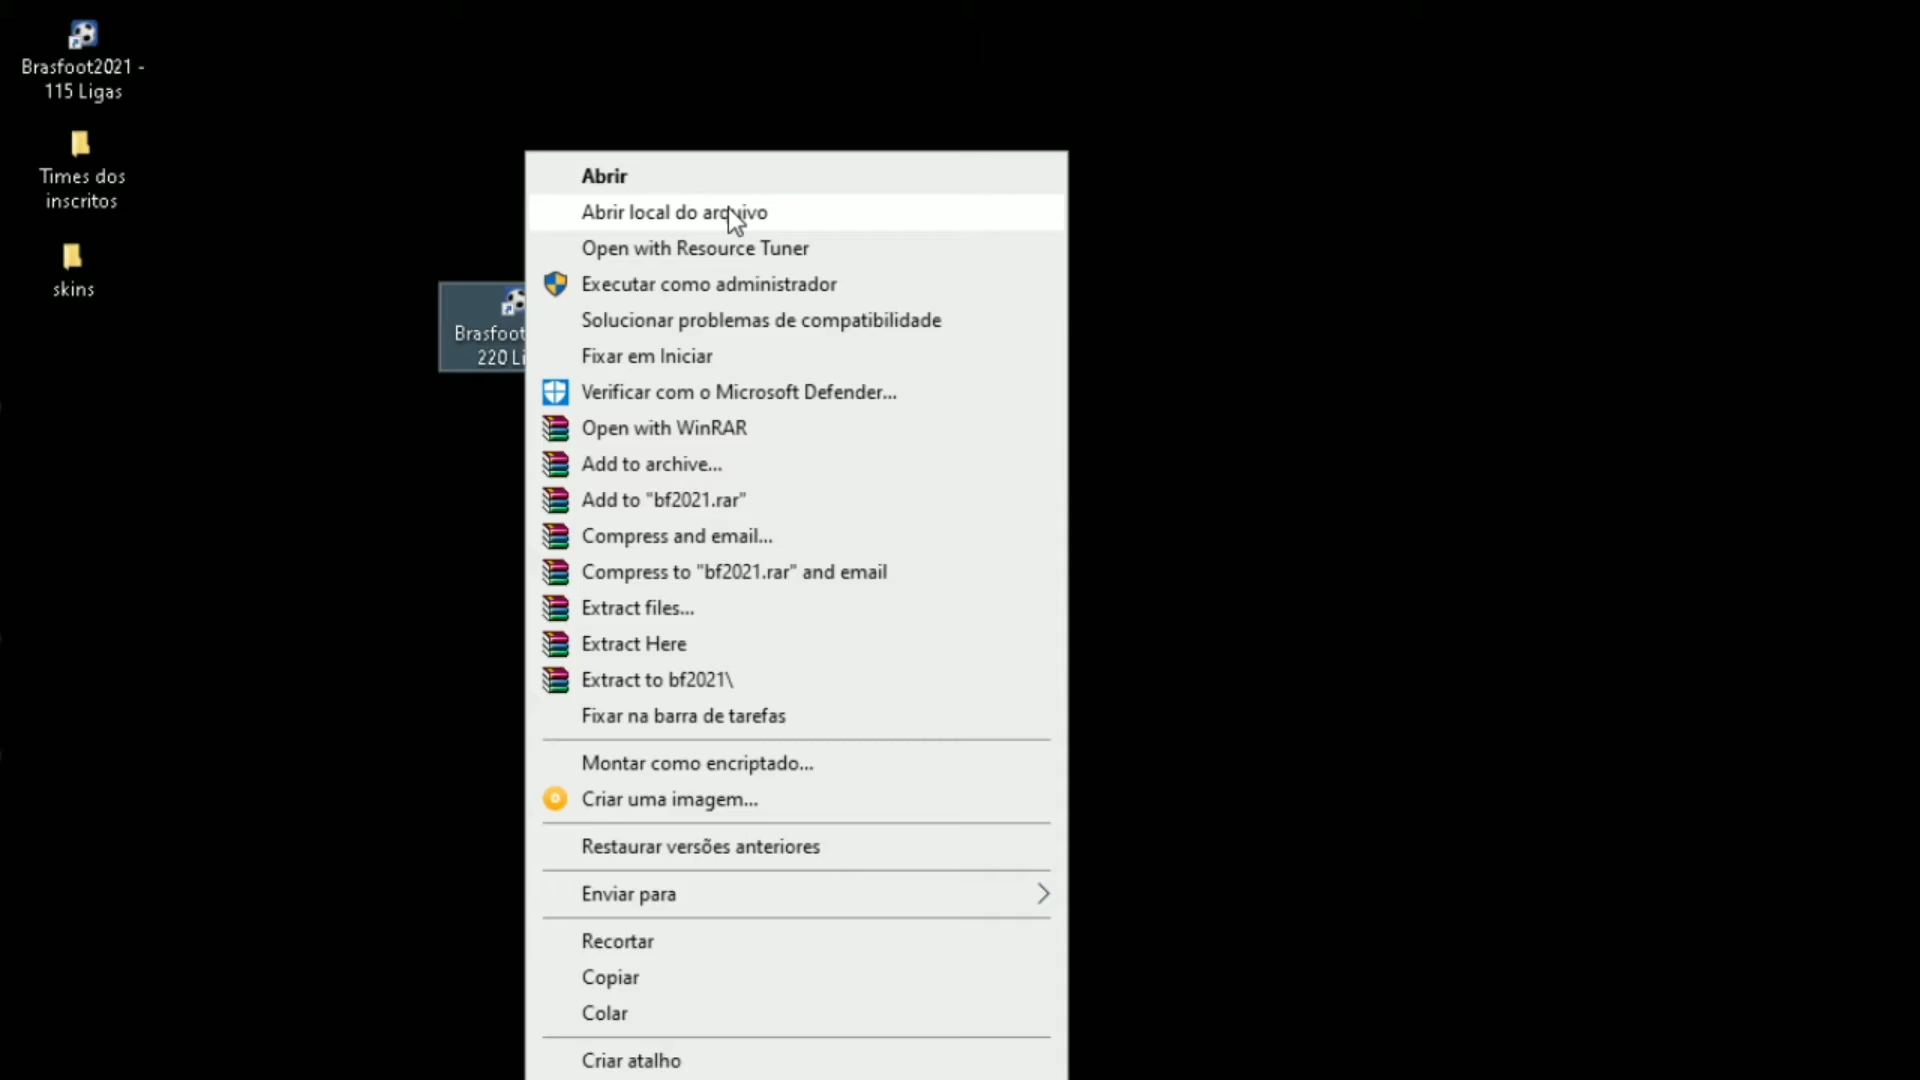 Brasfoot2021 -
115 Ligas
Times dos
inscritos
skins
Brasfoot
220 Li
Abrir
Abrir local do arquivo
Open with Resource Tuner
Executar como administrador
Solucionar problemas de compatibilidade
Fixar em Iniciar
Verificar com o Microsoft Defender...
Open with WinRAR
Add to archive...
Add to "bf2021.rar"
Compress and email...
Compress to "bf2021.rar" and email
Extract files...
Extract Here
Extract to bf2021\
Fixar na barra de tarefas
Montar como encriptado...
Criar uma imagem...
Restaurar versões anteriores
Enviar para
Recortar
Copiar
Colar
Criar atalho